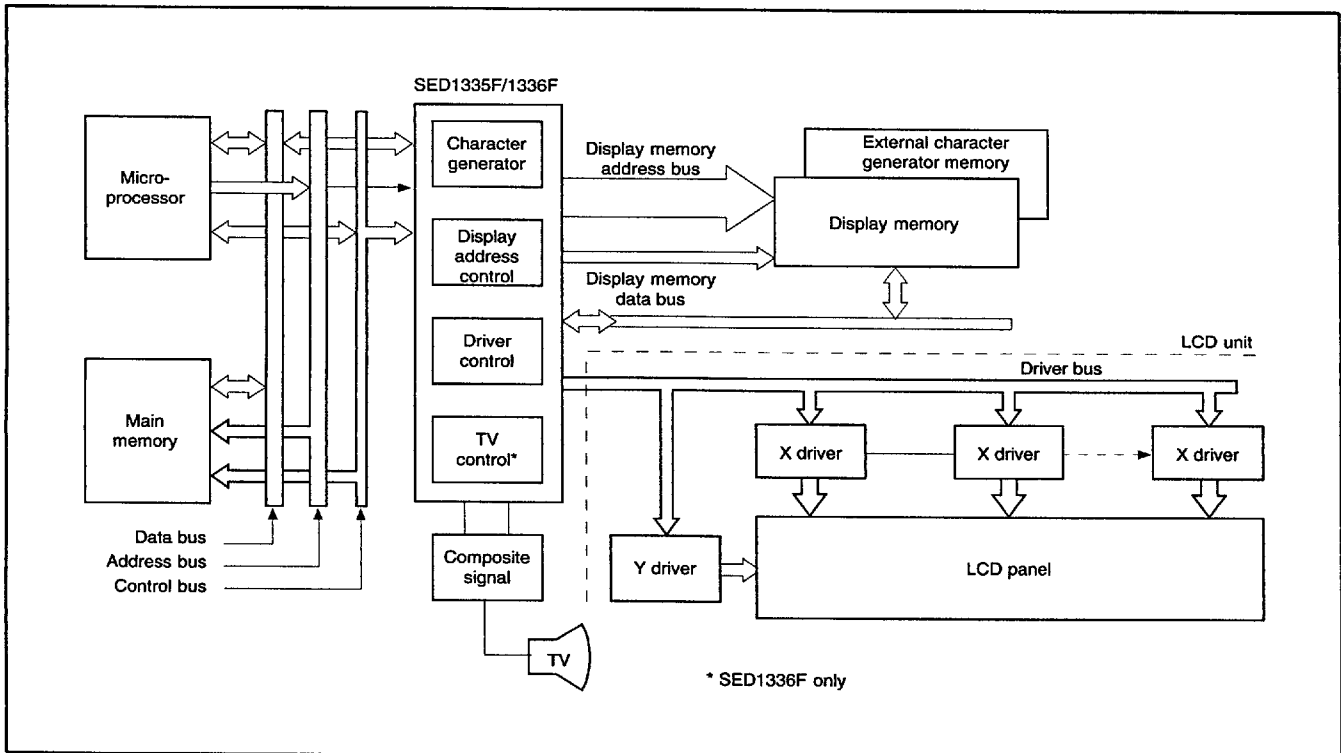 SED1335F/1336F
Micro-
processor
Main
memory
Data bus
Address bus
Control bus
Character
generator
Display
address
control
Driver
control
TV
control*
Composite
signal
TV
Display memory
address bus
Display memory
data bus
External character
generator memory
Display memory
LCD unit
Driver bus
X driver
X driver
X driver
Y driver
LCD panel
* SED1336F only